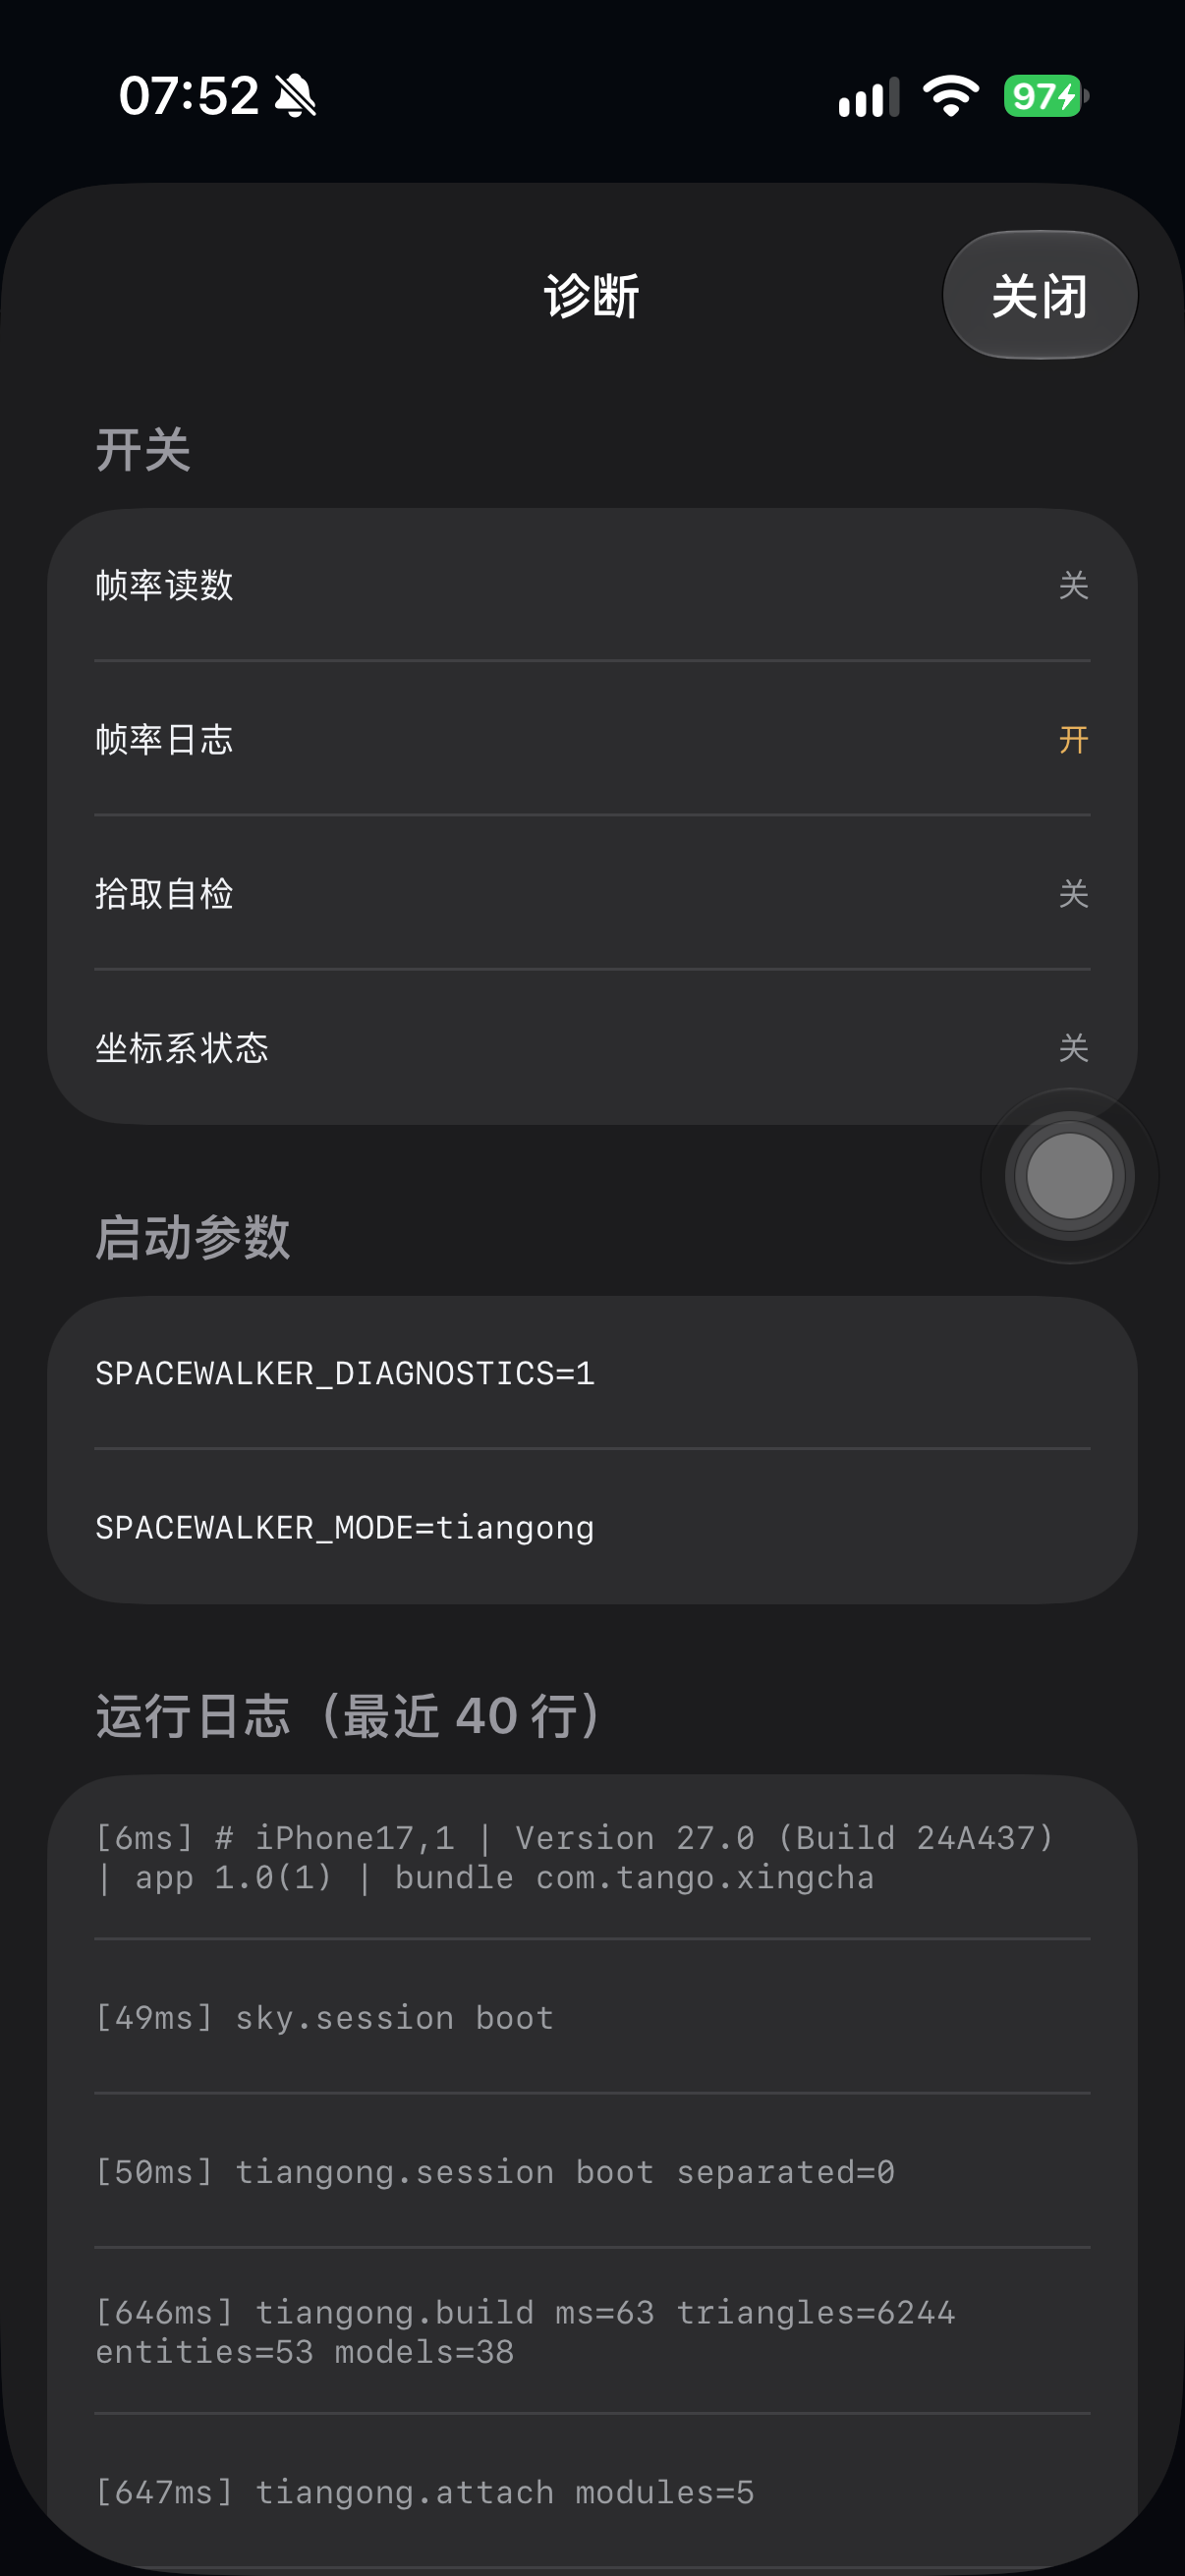 07:52
97
诊断
关闭
开关
帧率读数 关
帧率日志 开
拾取自检 关
坐标系状态 关
启动参数
SPACEWALKER_DIAGNOSTICS=1
SPACEWALKER_MODE=tiangong
运行日志（最近 40 行）
[6ms] # iPhone17,1 | Version 27.0 (Build 24A437)
| app 1.0(1) | bundle com.tango.xingcha
[49ms] sky.session boot
[50ms] tiangong.session boot separated=0
[646ms] tiangong.build ms=63 triangles=6244
entities=53 models=38
[647ms] tiangong.attach modules=5